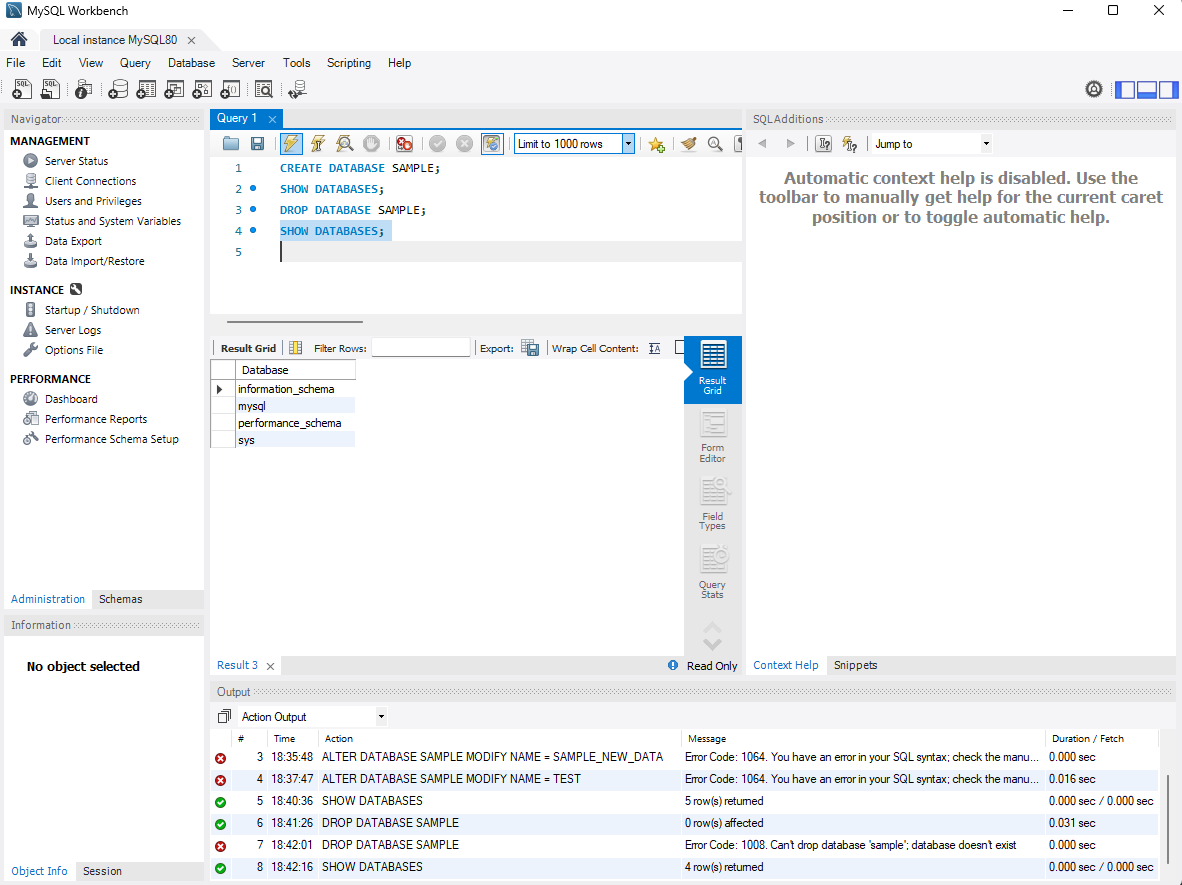 MySQL Workbench
Local instance MySQL80
File Edit View Query Database Server Tools Scripting Help
Navigator
MANAGEMENT
Server Status
Client Connections
Users and Privileges
Status and System Variables
Data Export
Data Import/Restore
INSTANCE
Startup / Shutdown
Server Logs
Options File
PERFORMANCE
Dashboard
Performance Reports
Performance Schema Setup
Administration Schemas
Information
No object selected
Object Info Session
Query 1
Limit to 1000 rows
1 CREATE DATABASE SAMPLE;
2 SHOW DATABASES;
3 DROP DATABASE SAMPLE;
4 SHOW DATABASES;
5
Result Grid Filter Rows: Export: Wrap Cell Content:
Database
information_schema
mysql
performance_schema
sys
Result
Grid
Form
Editor
Field
Types
Query
Stats
Result 3 Read Only
SQLAdditions
Jump to
Automatic context help is disabled. Use the
toolbar to manually get help for the current caret
position or to toggle automatic help.
Context Help Snippets
Output
Action Output
# Time Action Message Duration / Fetch
3 18:35:48 ALTER DATABASE SAMPLE MODIFY NAME = SAMPLE_NEW_DATA Error Code: 1064. You have an error in your SQL syntax; check the manu... 0.000 sec
4 18:37:47 ALTER DATABASE SAMPLE MODIFY NAME = TEST Error Code: 1064. You have an error in your SQL syntax; check the manu... 0.016 sec
5 18:40:36 SHOW DATABASES 5 row(s) returned 0.000 sec / 0.000 sec
6 18:41:26 DROP DATABASE SAMPLE 0 row(s) affected 0.031 sec
7 18:42:01 DROP DATABASE SAMPLE Error Code: 1008. Can't drop database 'sample'; database doesn't exist 0.000 sec
8 18:42:16 SHOW DATABASES 4 row(s) returned 0.000 sec / 0.000 sec